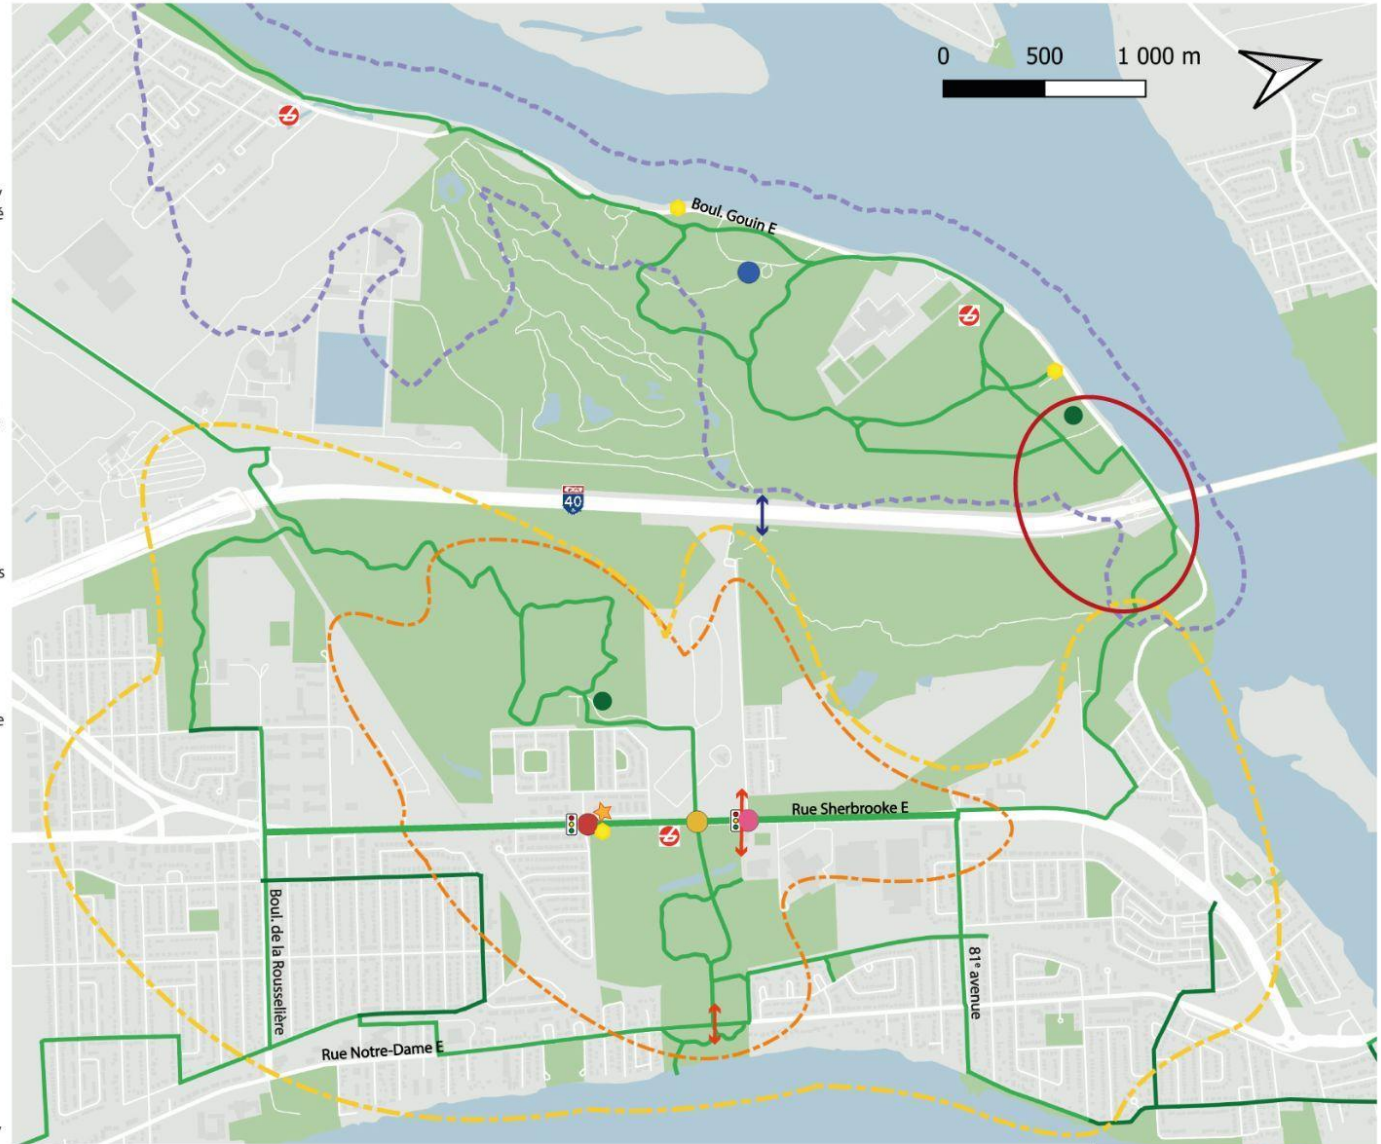 0 500 1 000 m
é
Boul. Gouin E
40
s
e
Rue Sherbrooke E
Boul. de la Rousselière
81e avenue
Rue Notre-Dame E